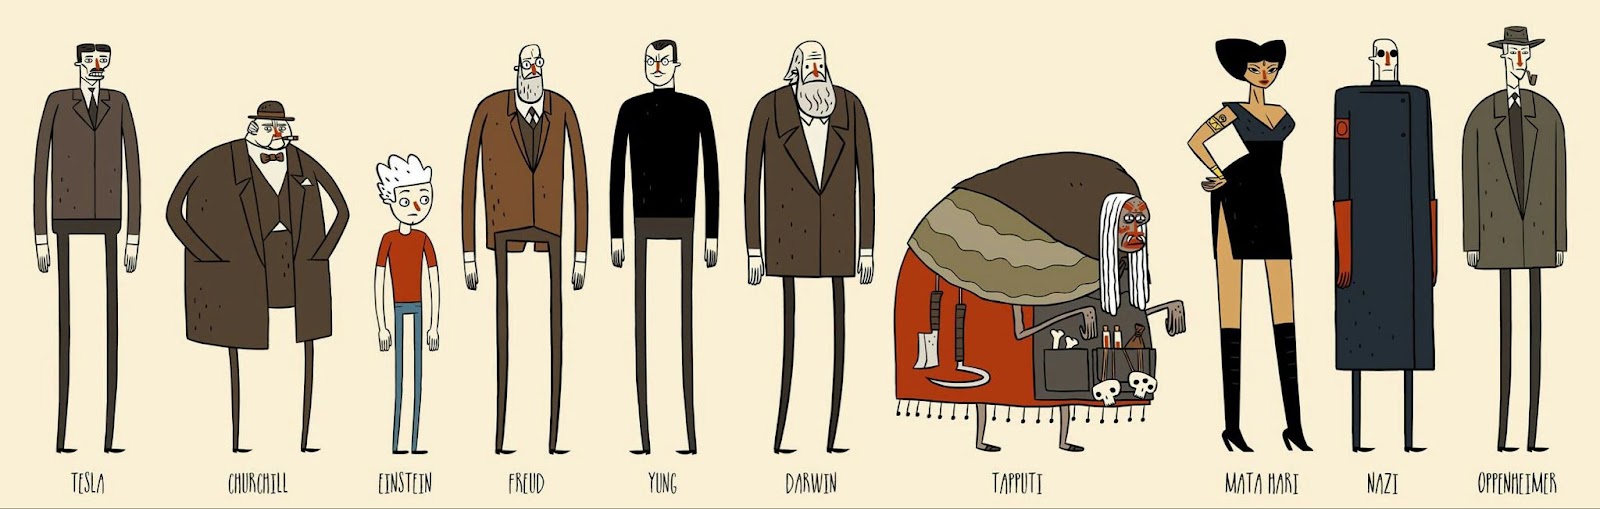 TESLA
CHURCHILL
EINSTEIN
FREUD
YUNG
DARWIN
TAPPUTI
MATA HARI
NAZI
OPPENHEIMER